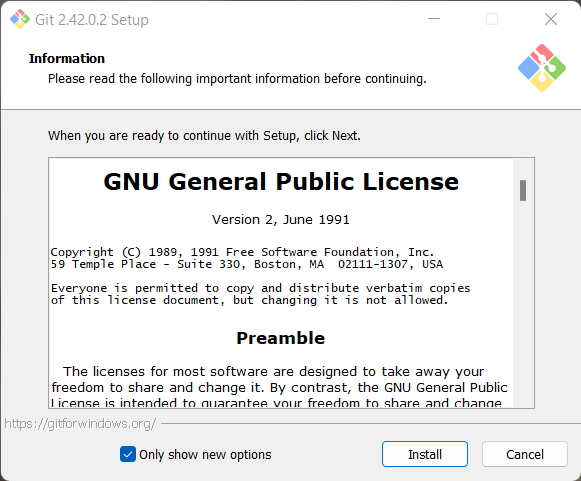 Git 2.42.0.2 Setup
Information
Please read the following important information before continuing.
When you are ready to continue with Setup, click Next.
GNU General Public License
Version 2, June 1991
Copyright (C) 1989, 1991 Free Software Foundation, Inc.
59 Temple Place - Suite 330, Boston, MA  02111-1307, USA
Everyone is permitted to copy and distribute verbatim copies
of this license document, but changing it is not allowed.
Preamble
The licenses for most software are designed to take away your
freedom to share and change it. By contrast, the GNU General Public
License is intended to guarantee your freedom to share and change
https://gitforwindows.org/
Only show new options
Install
Cancel